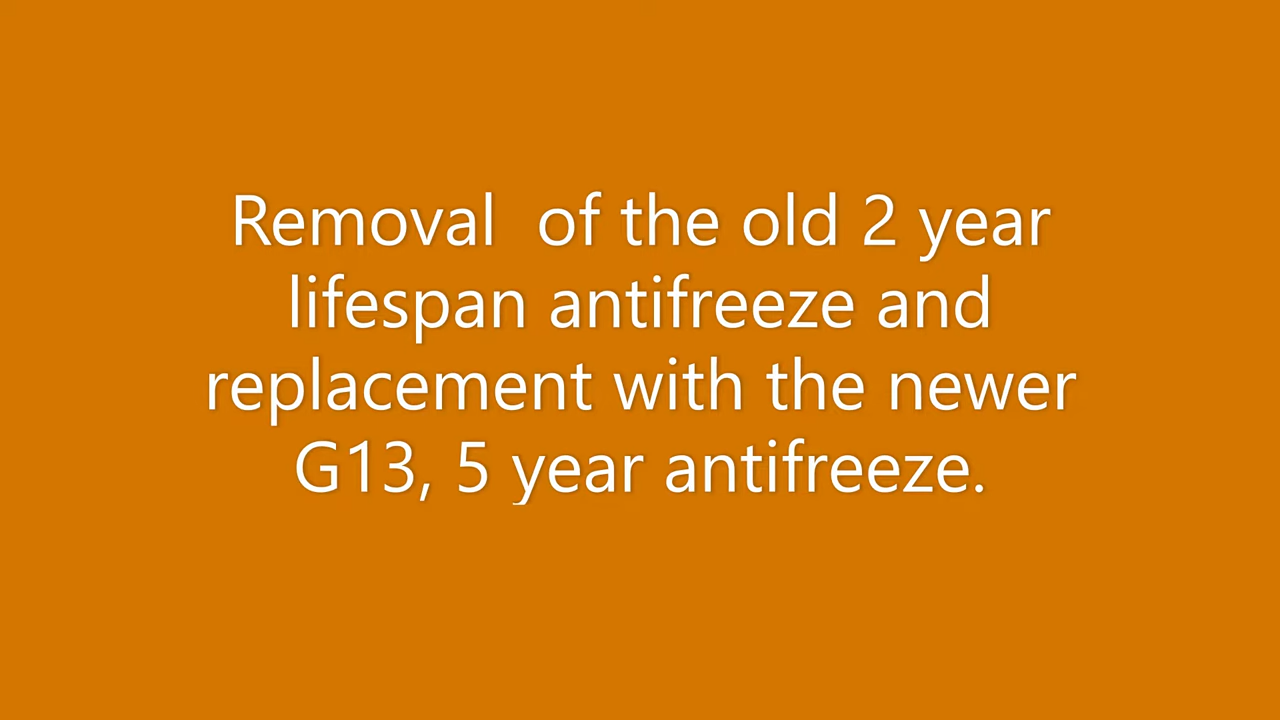 Removal  of the old 2 year
lifespan antifreeze and
replacement with the newer
G13, 5 year antifreeze.